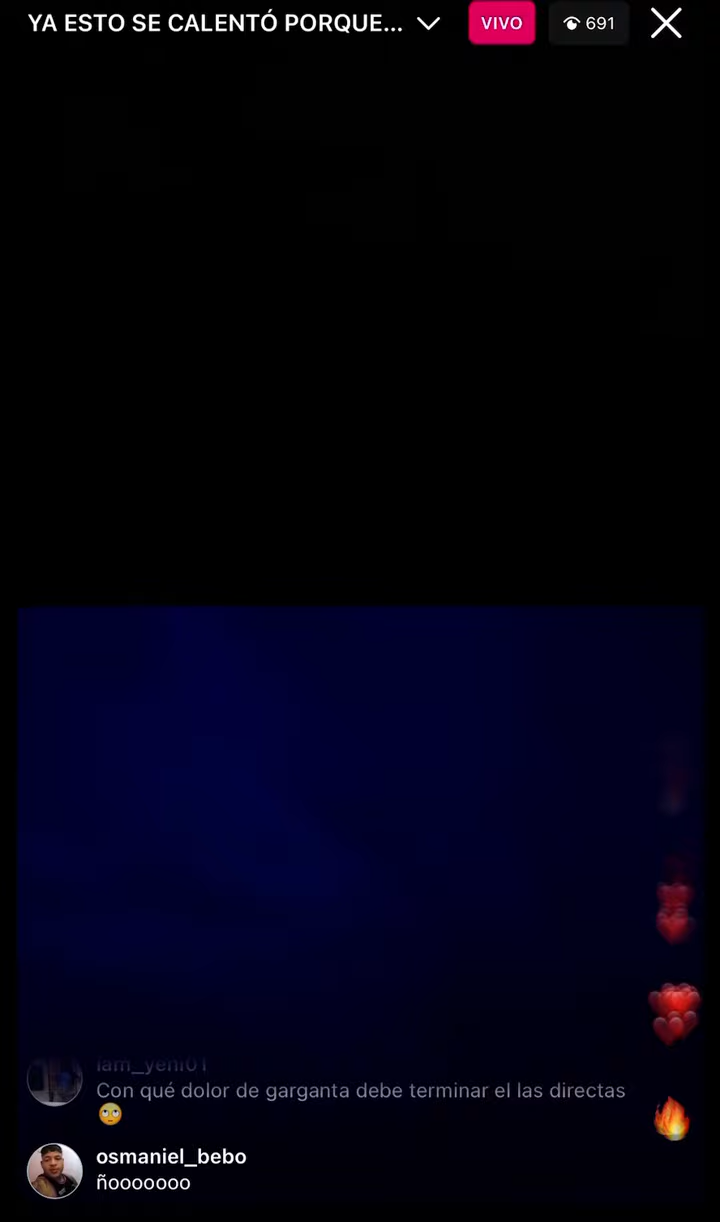 YA ESTO SE CALENTÓ PORQUE...
VIVO
691
iam_yeni01
Con qué dolor de garganta debe terminar el las directas
🙄
osmaniel_bebo
ñooooooo